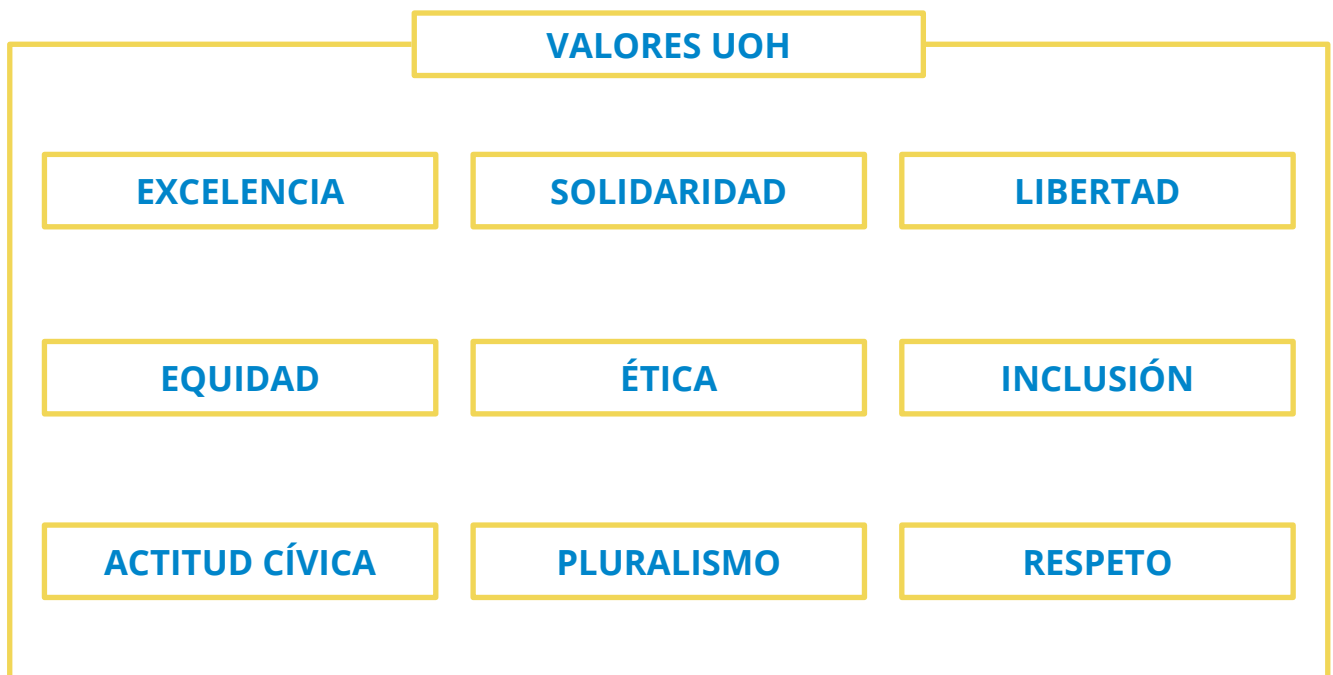 VALORES UOH
EXCELENCIA
SOLIDARIDAD
LIBERTAD
EQUIDAD
ÉTICA
INCLUSIÓN
ACTITUD CÍVICA
PLURALISMO
RESPETO